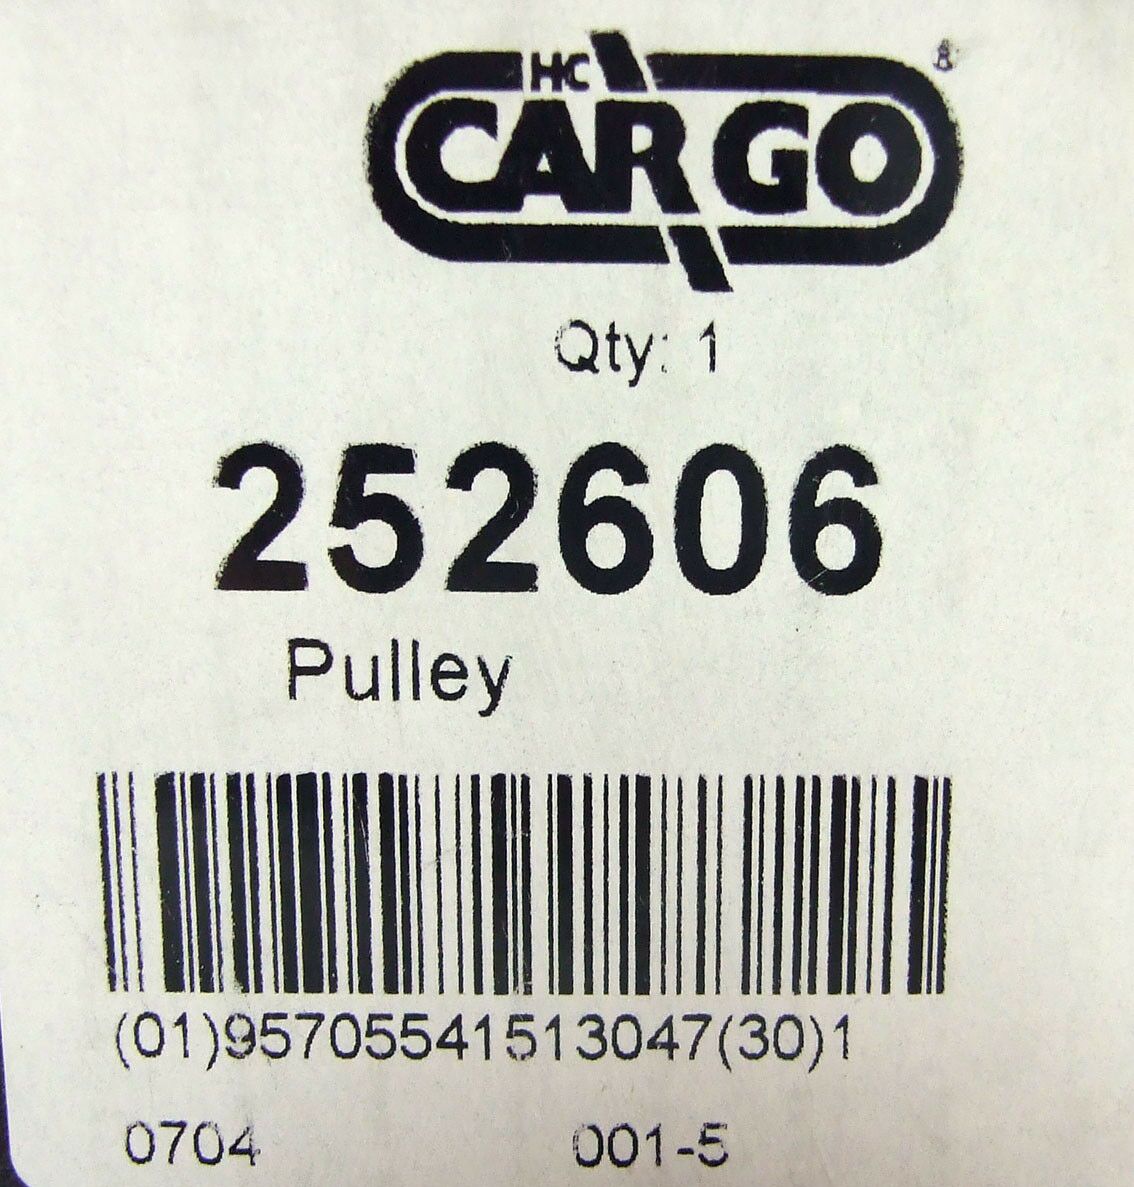 HC
CARGO®
Qty: 1
252606
Pulley
(01)95705541513047(30)1
0704 001-5